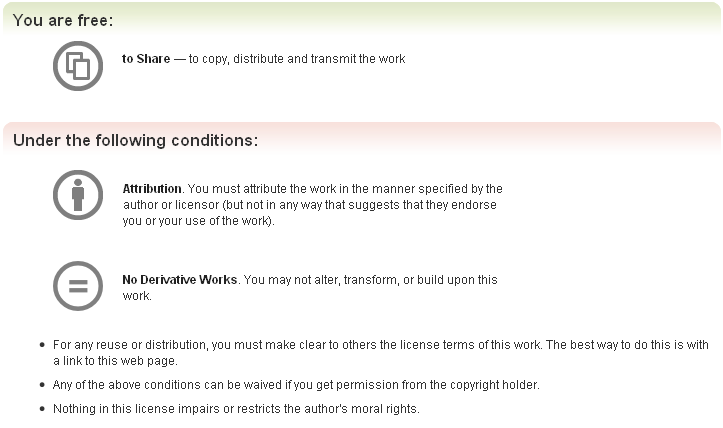 You are free:
to Share — to copy, distribute and transmit the work
Under the following conditions:
Attribution. You must attribute the work in the manner specified by the
author or licensor (but not in any way that suggests that they endorse
you or your use of the work).
No Derivative Works. You may not alter, transform, or build upon this
work.
• For any reuse or distribution, you must make clear to others the license terms of this work. The best way to do this is with
a link to this web page.
• Any of the above conditions can be waived if you get permission from the copyright holder.
• Nothing in this license impairs or restricts the author's moral rights.